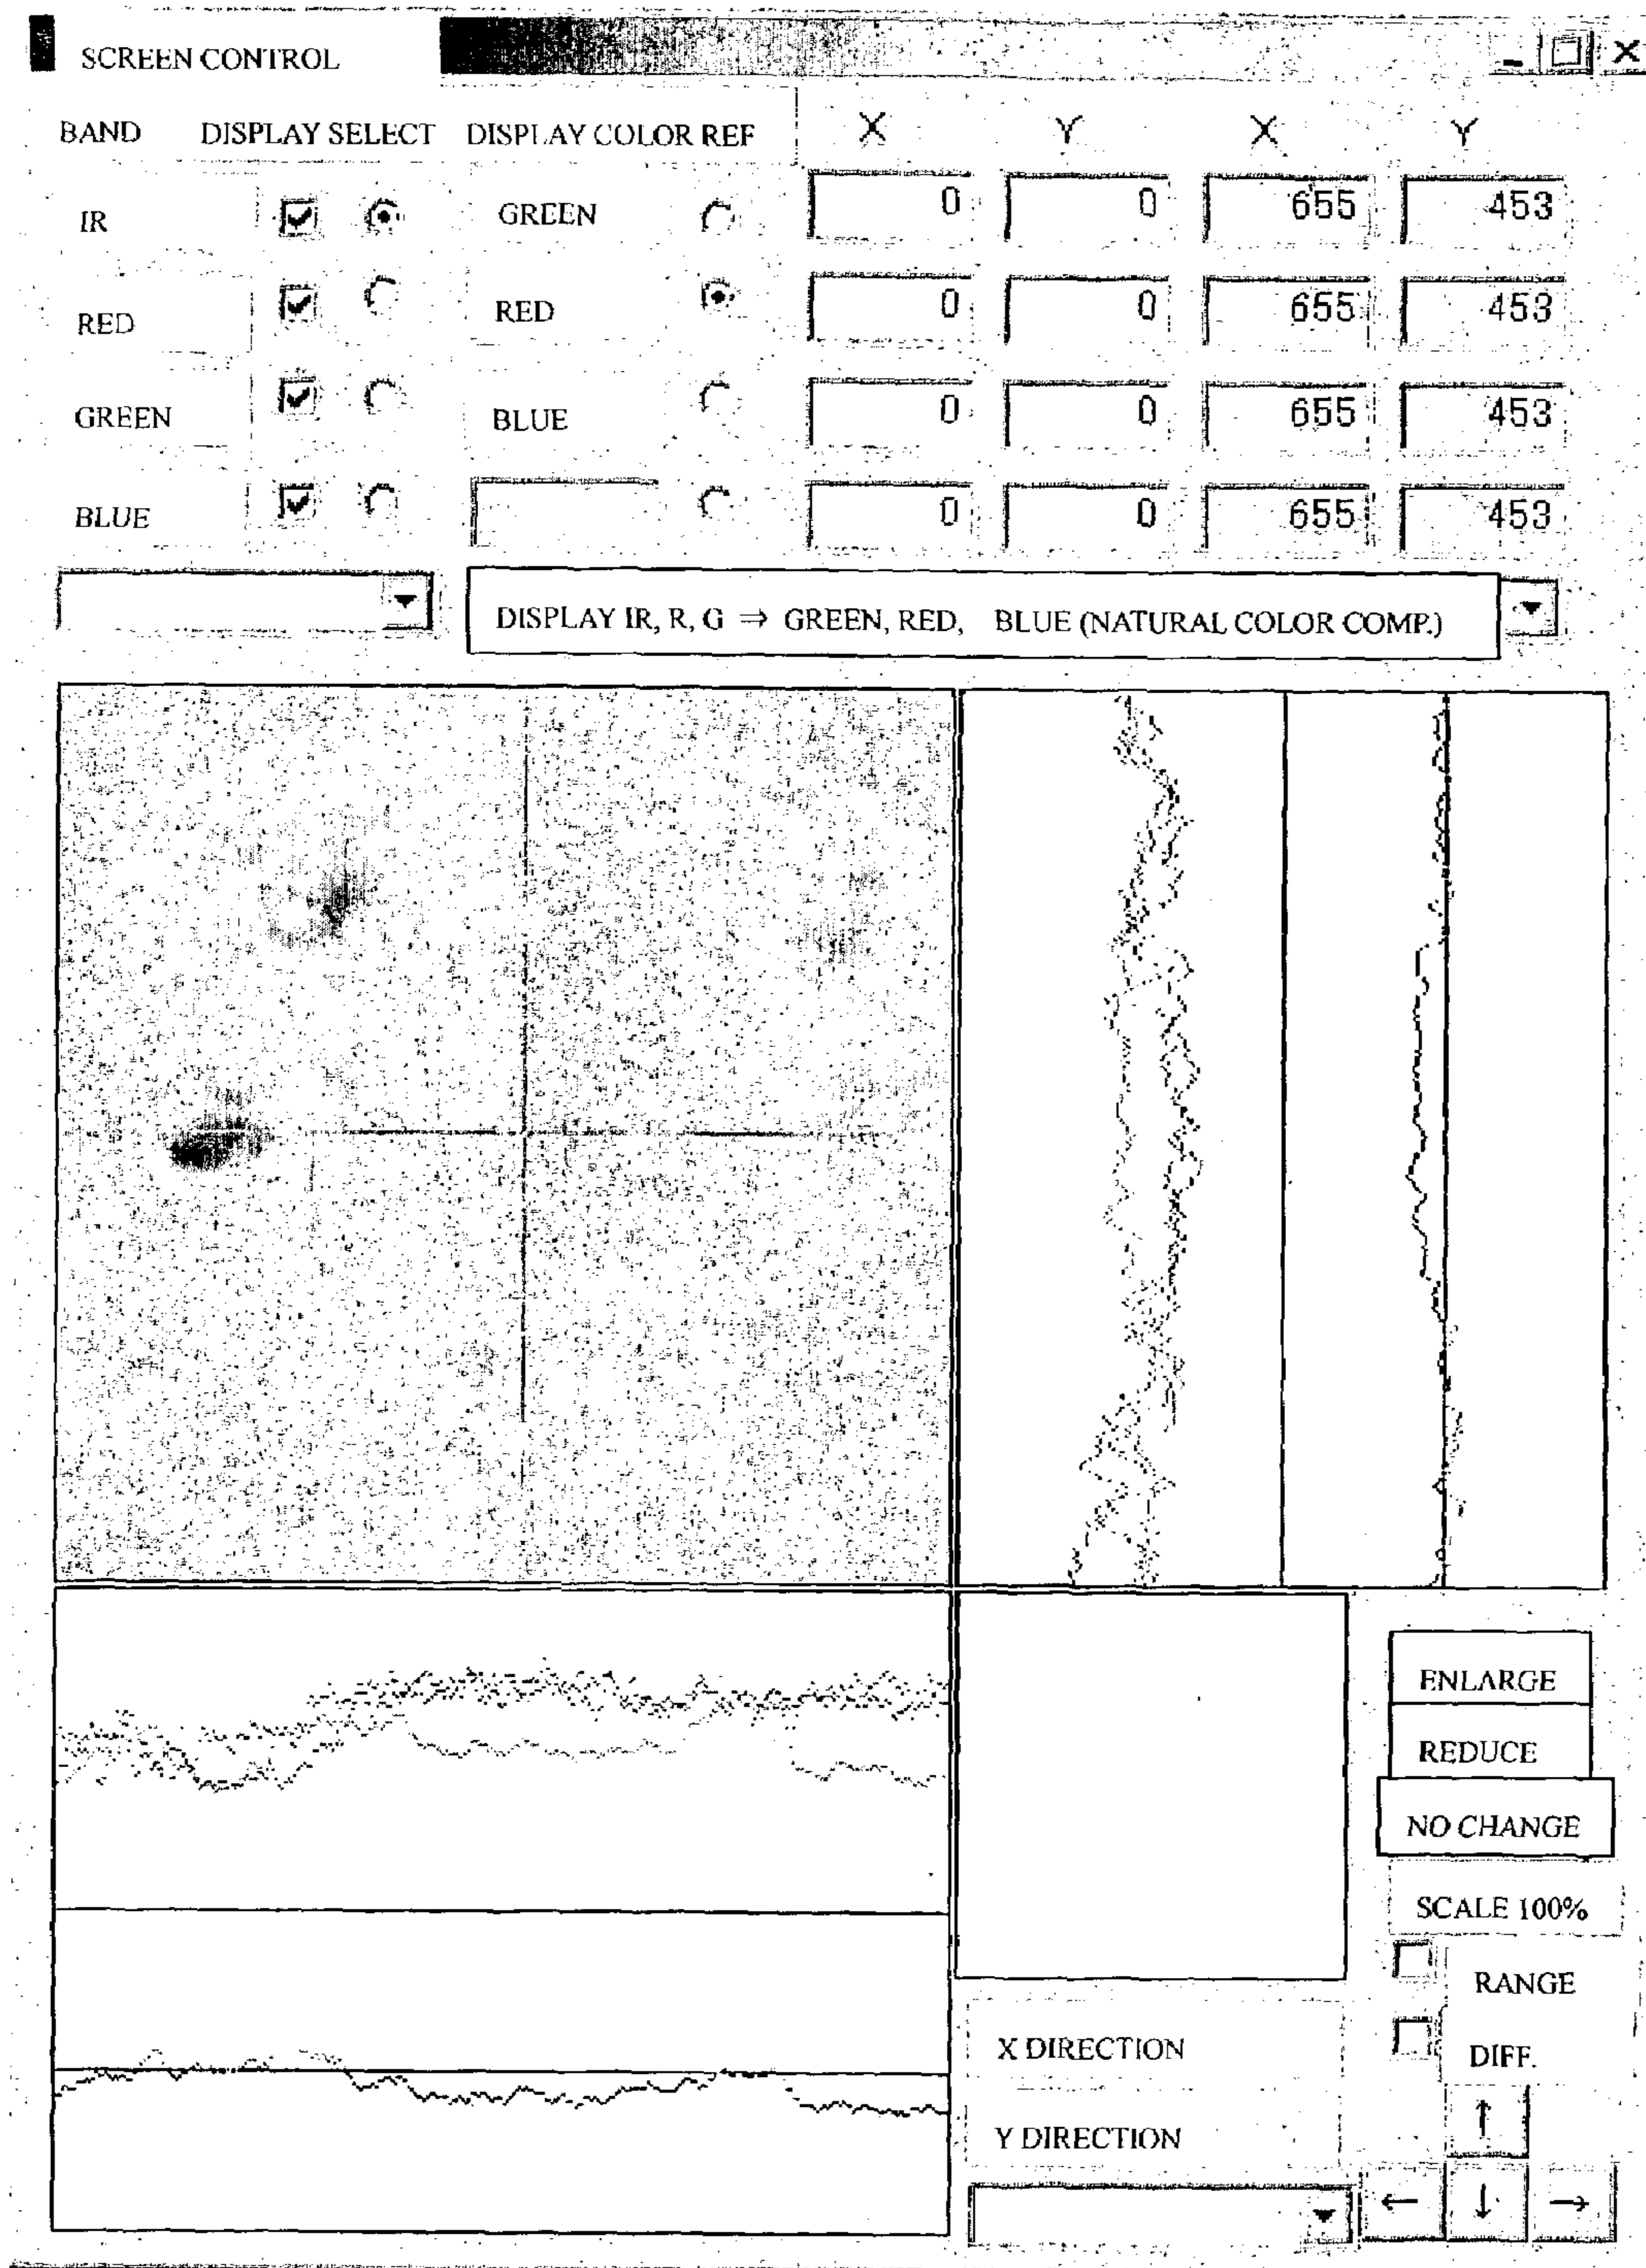 SCREEN CONTROL
BAND DISPLAY SELECT DISPLAY COLOR REF X Y X Y
IR GREEN 0 0 655 453
RED RED 0 0 655 453
GREEN BLUE 0 0 655 453
BLUE 0 0 655 453
DISPLAY IR, R, G ⇒ GREEN, RED, BLUE (NATURAL COLOR COMP.)
ENLARGE
REDUCE
NO CHANGE
SCALE 100%
RANGE
X DIRECTION
DIFF.
↑
Y DIRECTION
← ↓ →